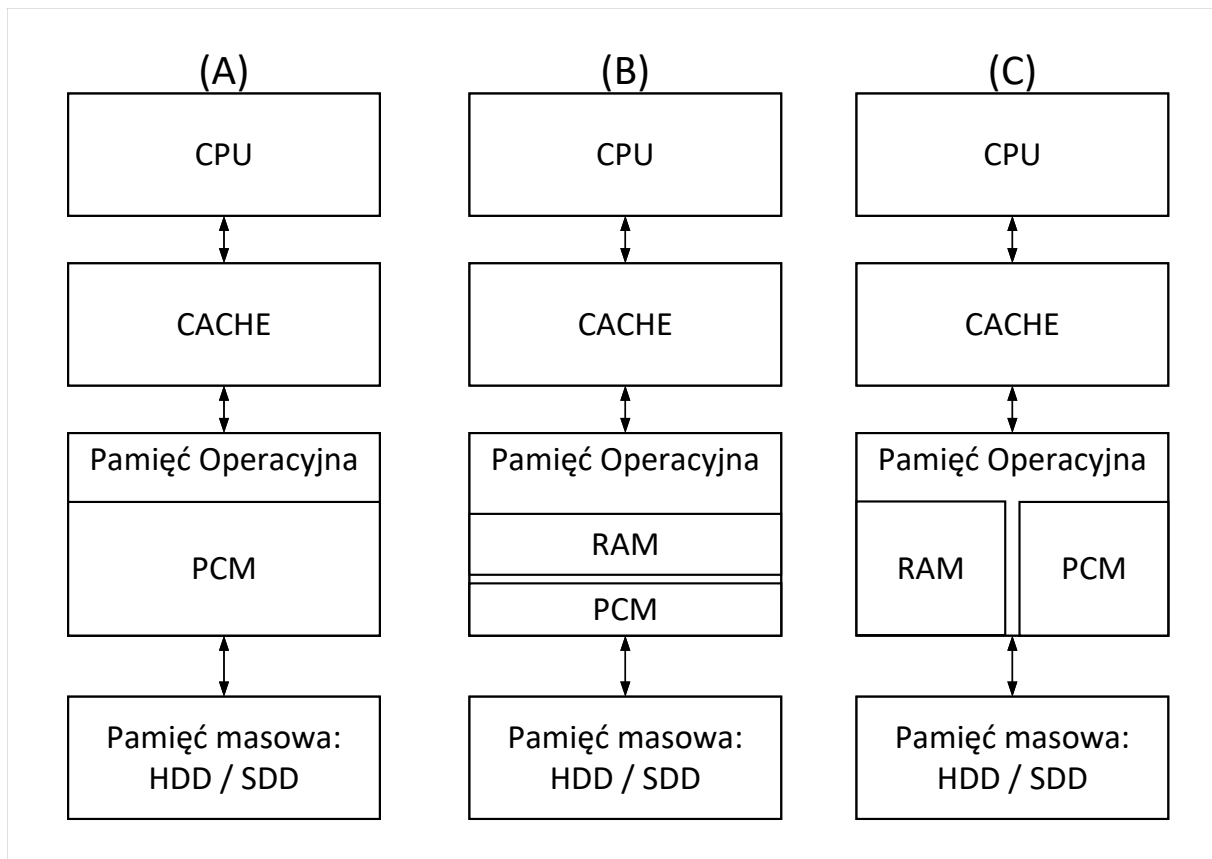 (A)
CPU
CACHE
Pamięć Operacyjna
PCM
Pamięć masowa:
HDD / SDD
(B)
CPU
CACHE
Pamięć Operacyjna
RAM
PCM
Pamięć masowa:
HDD / SDD
(C)
CPU
CACHE
Pamięć Operacyjna
RAM
PCM
Pamięć masowa:
HDD / SDD